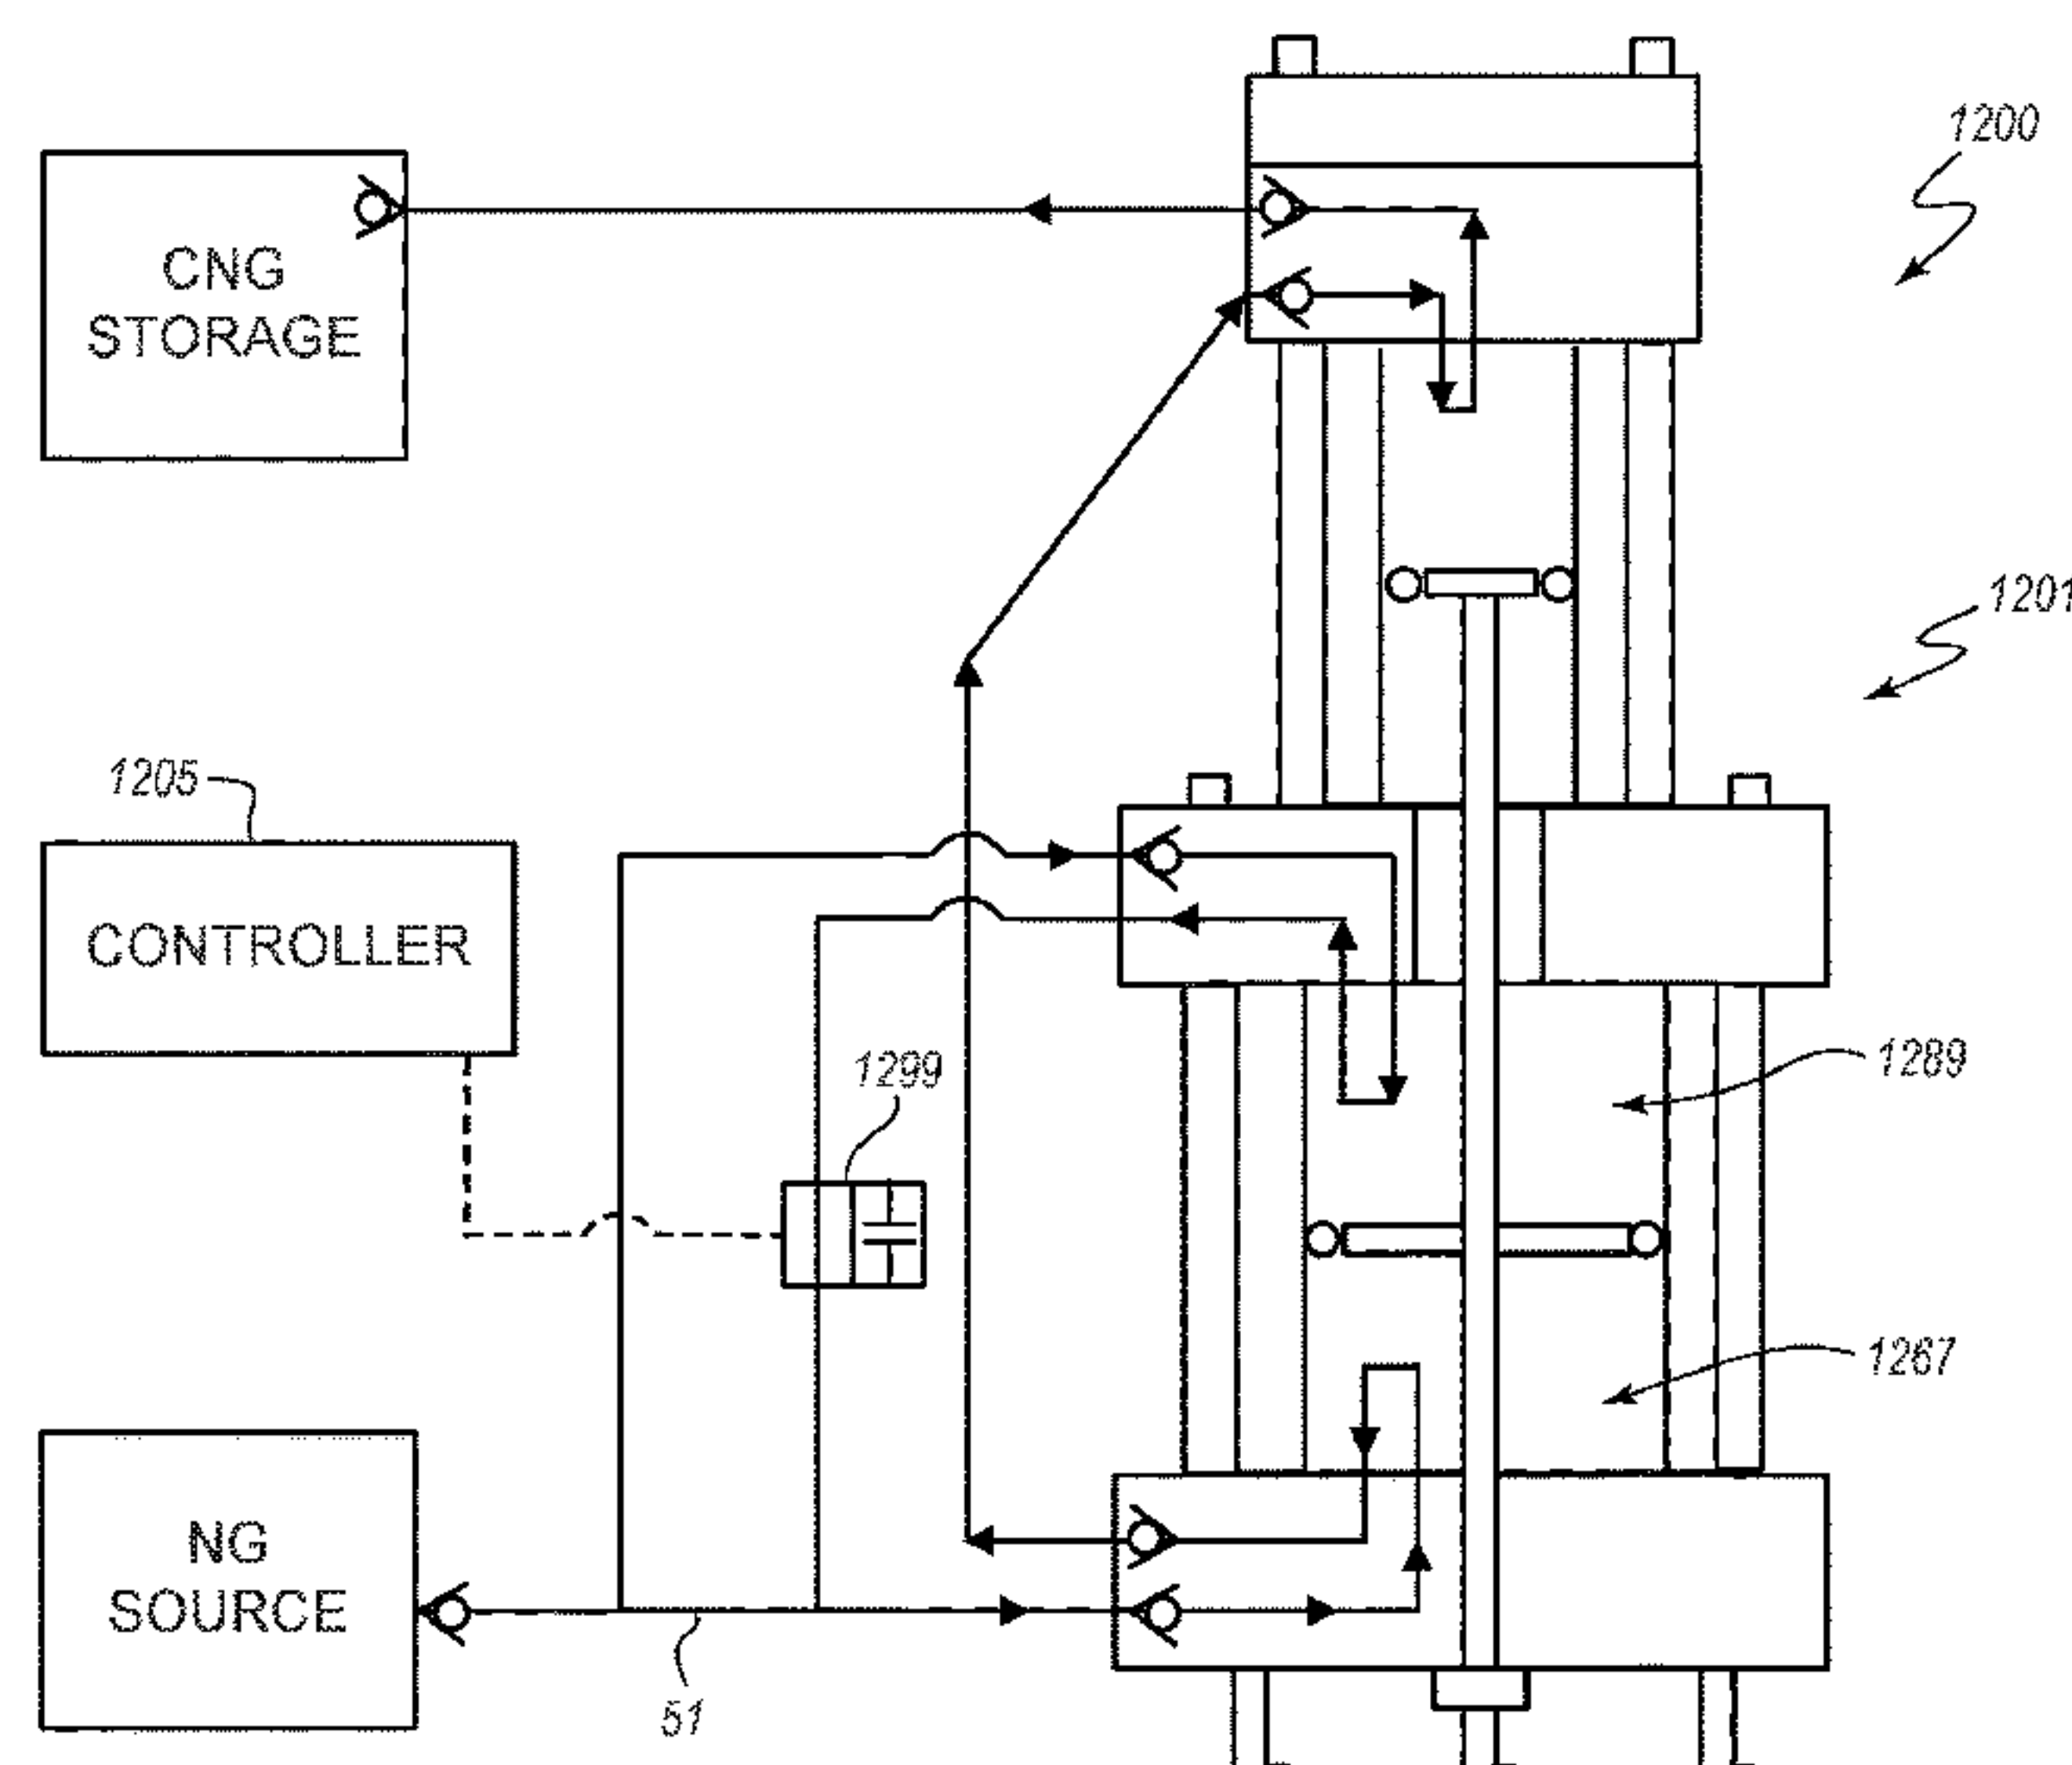 1200
CNG
STORAGE
1201
1205
CONTROLLER
1299
1289
1267
NG
SOURCE
51